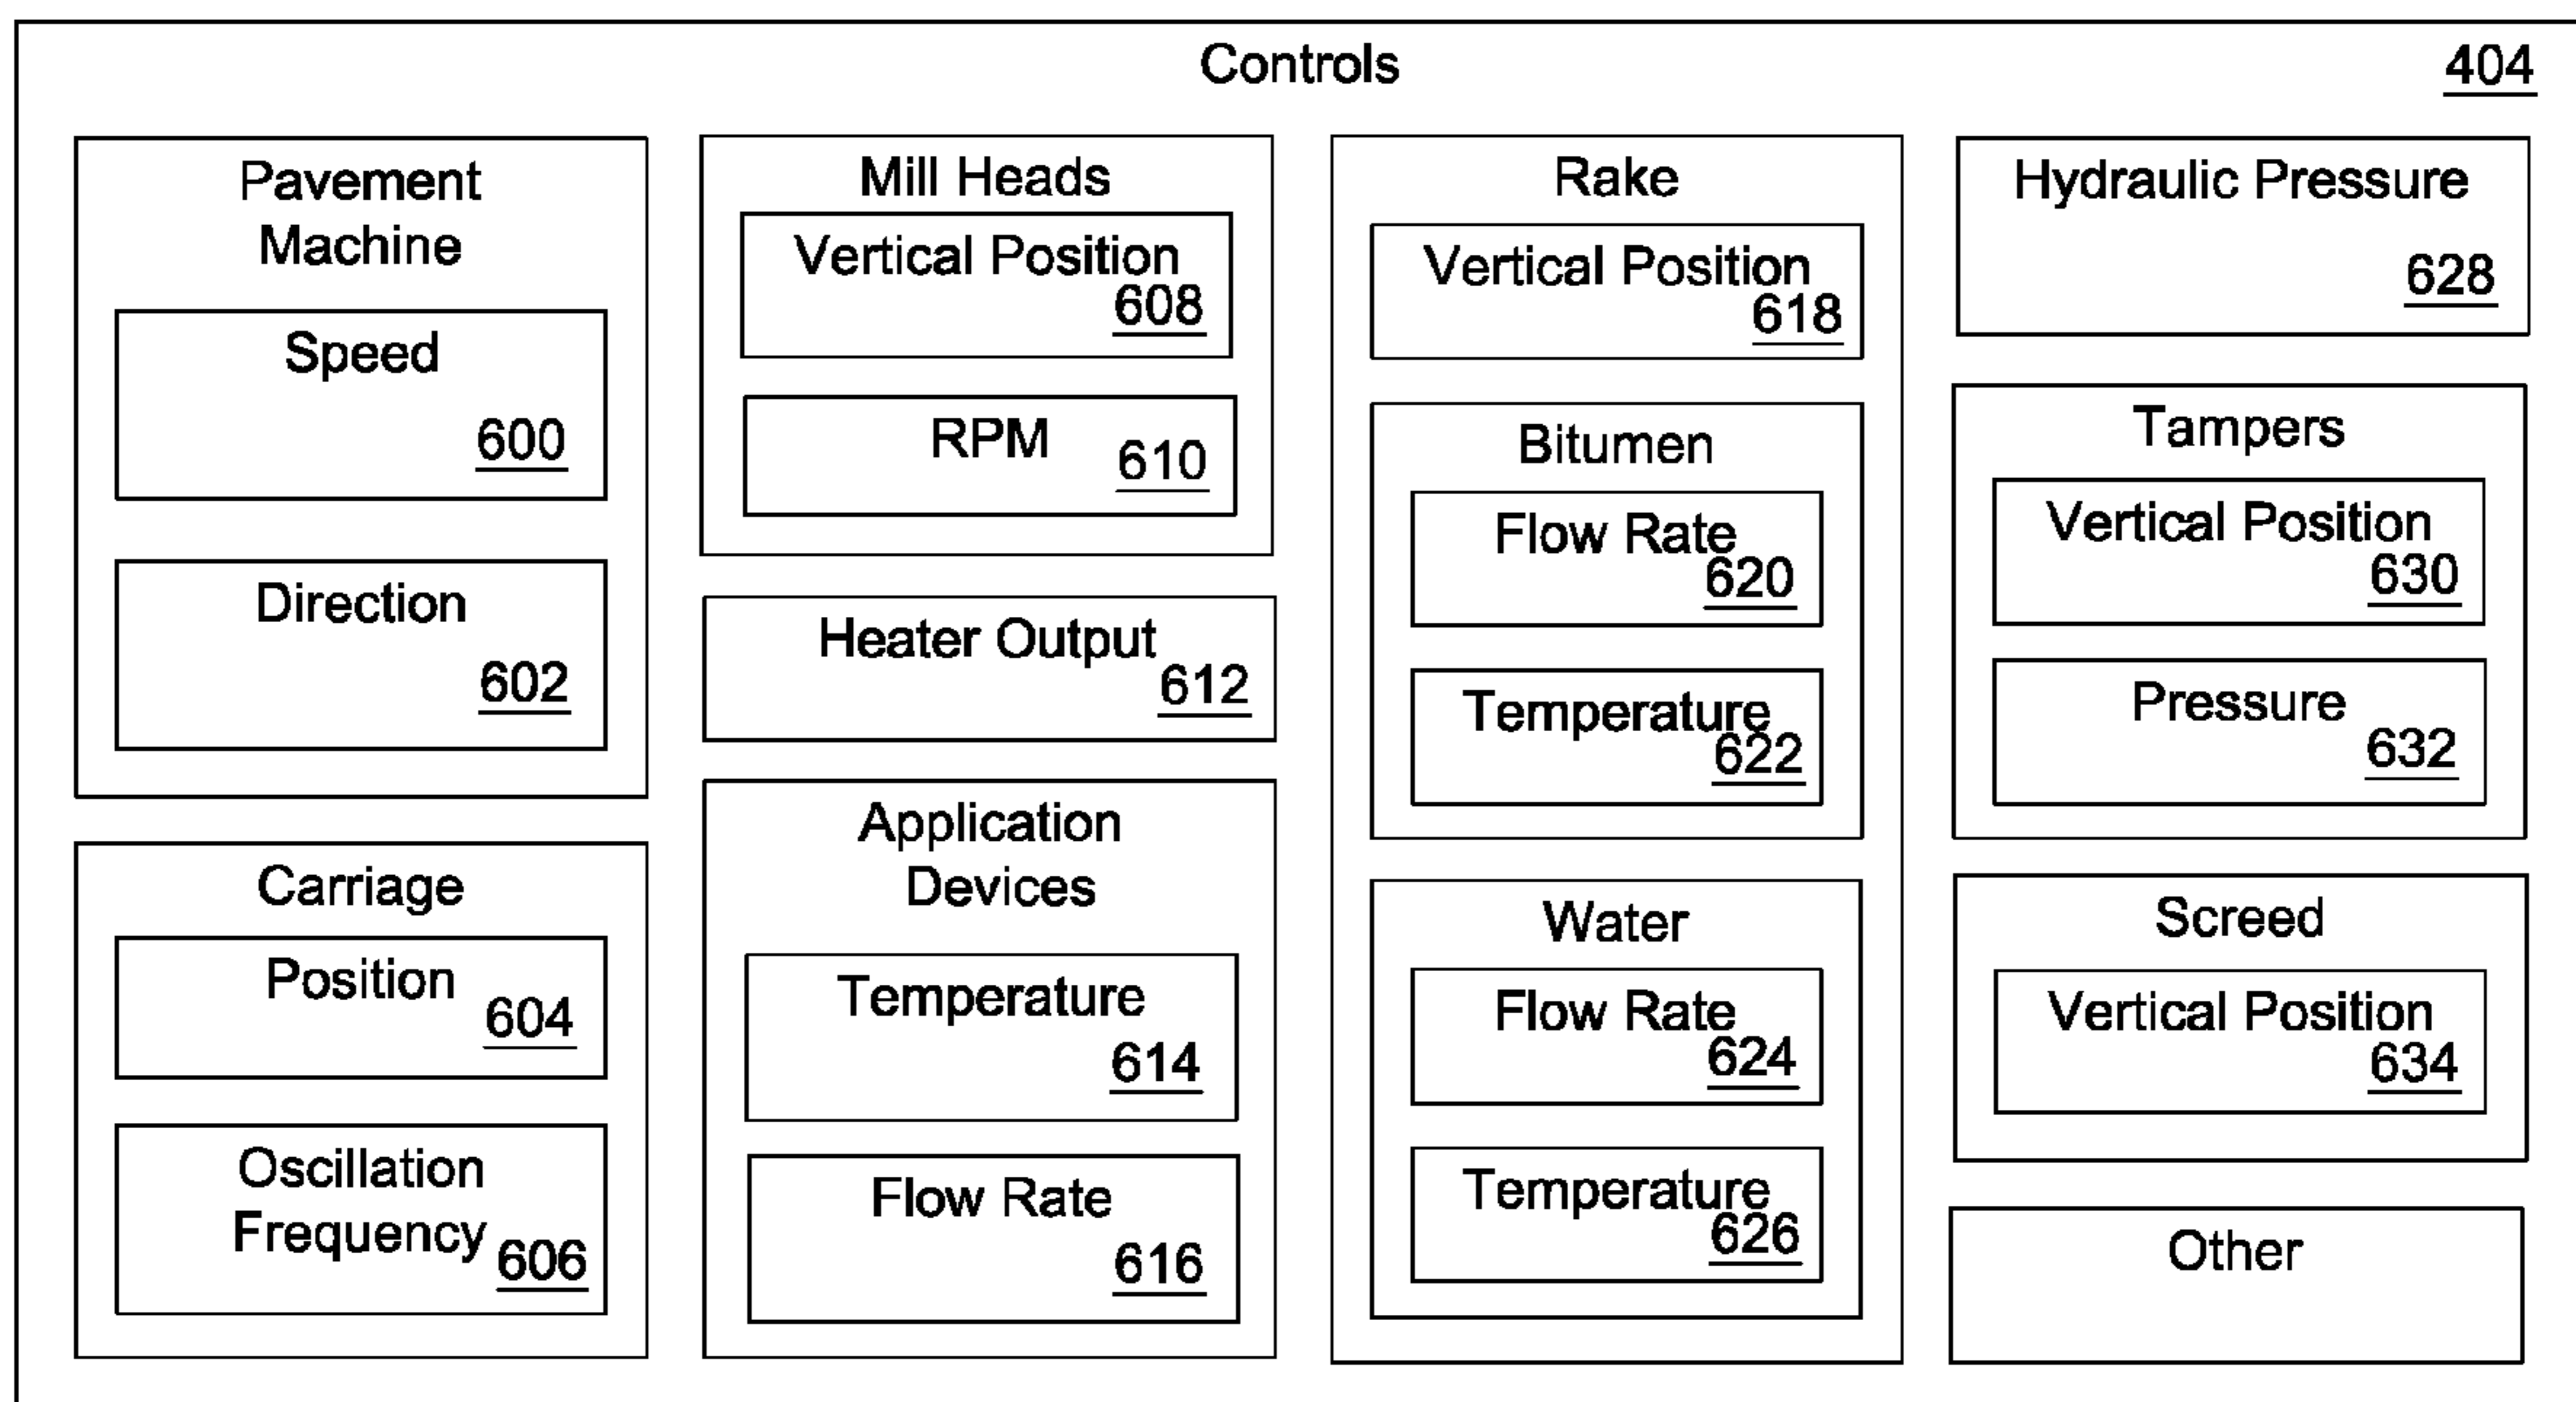 Controls
404
Pavement
Machine
Speed
600
Direction
602
Carriage
Position
604
Oscillation
Frequency
606
Mill Heads
Vertical Position
608
RPM
610
Heater Output
612
Application
Devices
Temperature
614
Flow Rate
616
Rake
Vertical Position
618
Bitumen
Flow Rate
620
Temperature
622
Water
Flow Rate
624
Temperature
626
Hydraulic Pressure
628
Tampers
Vertical Position
630
Pressure
632
Screed
Vertical Position
634
Other